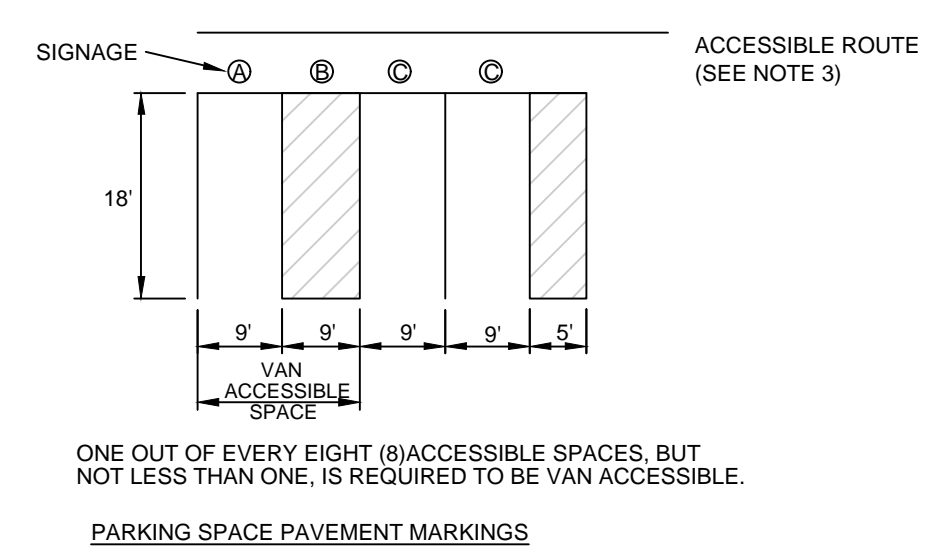 SIGNAGE
ACCESSIBLE ROUTE
(SEE NOTE 3)
A B C C
18'
9' 9' 9' 9' 5'
VAN
ACCESSIBLE
SPACE
ONE OUT OF EVERY EIGHT (8)ACCESSIBLE SPACES, BUT
NOT LESS THAN ONE, IS REQUIRED TO BE VAN ACCESSIBLE.
PARKING SPACE PAVEMENT MARKINGS